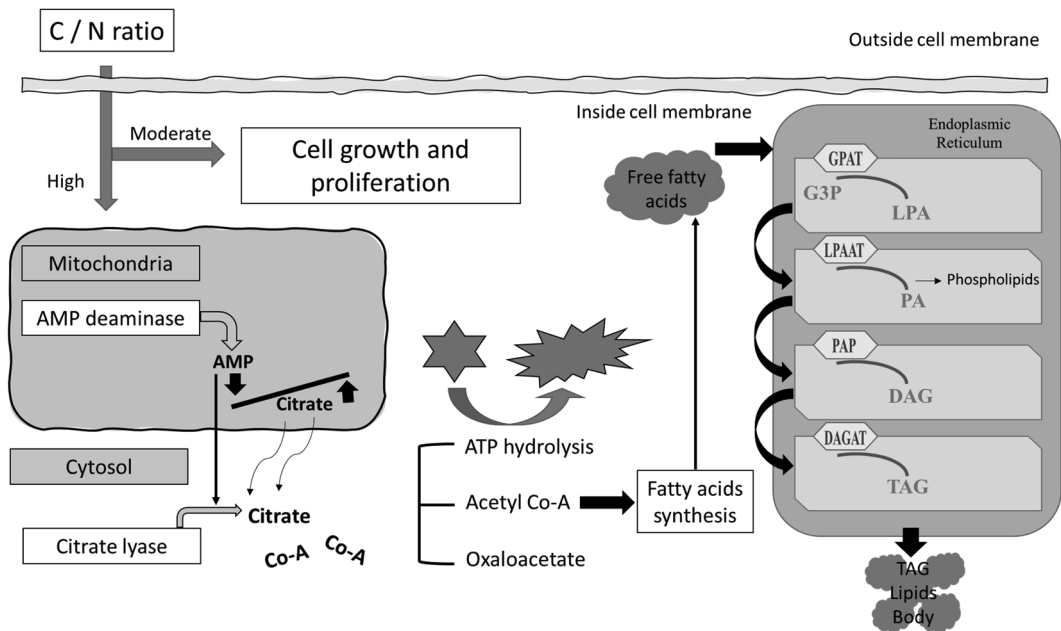 C / N ratio
Outside cell membrane
Moderate
High
Cell growth and
proliferation
Inside cell membrane
Free fatty
acids
Endoplasmic
Reticulum
GPAT
G3P
LPA
LPAAT
PA
Phospholipids
PAP
DAG
DAGAT
TAG
TAG
Lipids
Body
Mitochondria
AMP deaminase
AMP
Citrate
Cytosol
Citrate
Citrate lyase
Co-A
Co-A
ATP hydrolysis
Acetyl Co-A
Oxaloacetate
Fatty acids
synthesis